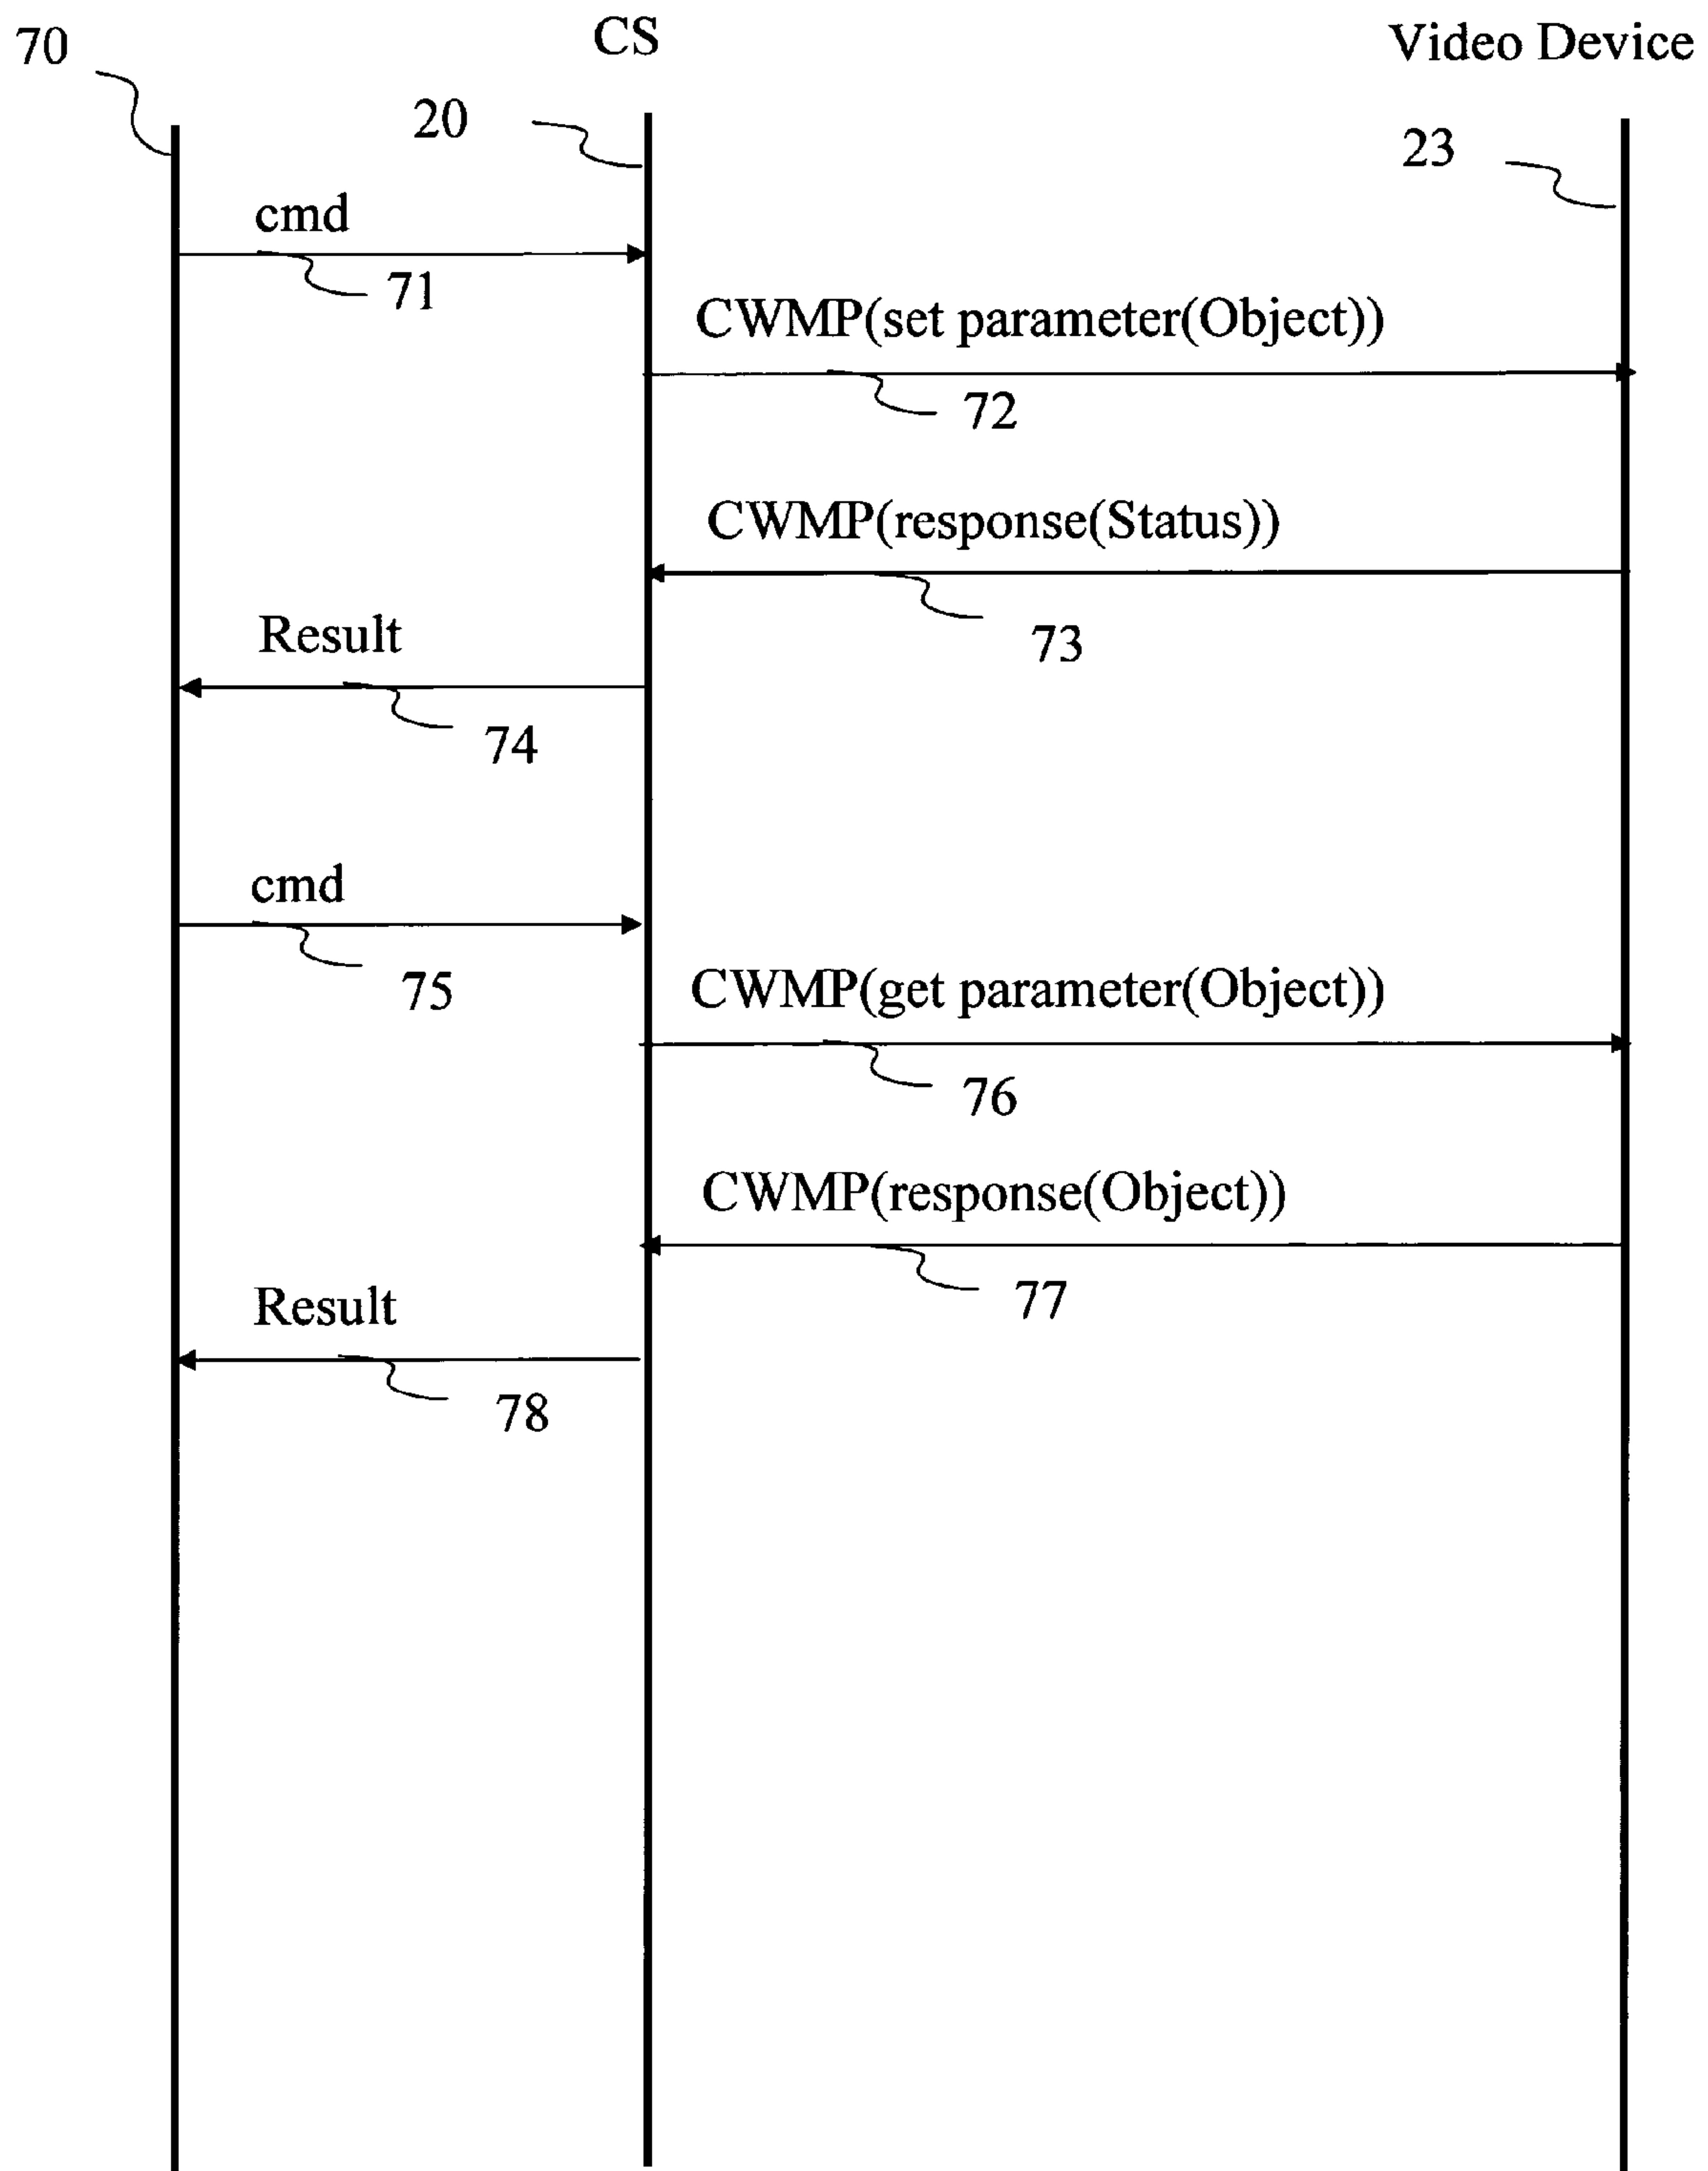 70
CS
Video Device
20
23
cmd
71
CWMP(set parameter(Object))
72
CWMP(response(Status))
73
Result
74
cmd
75
CWMP(get parameter(Object))
76
CWMP(response(Object))
77
Result
78